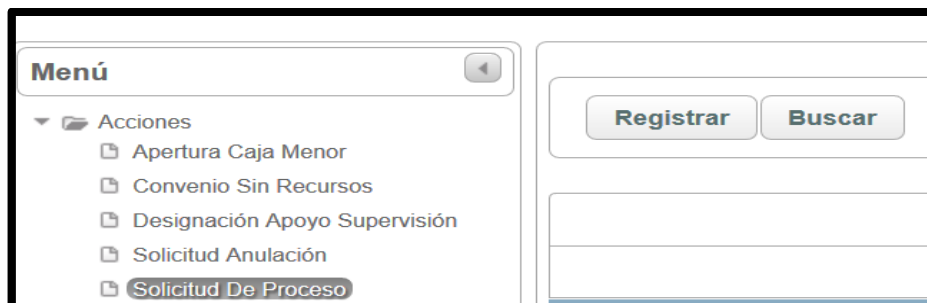 Menú
Acciones
Apertura Caja Menor
Convenio Sin Recursos
Designación Apoyo Supervisión
Solicitud Anulación
Solicitud De Proceso
Registrar Buscar